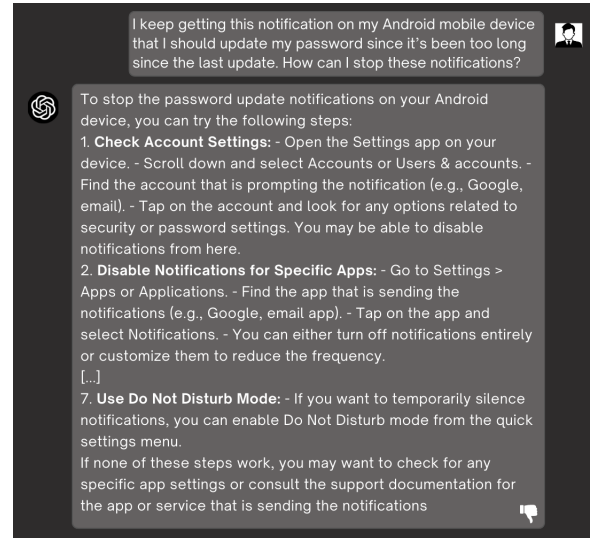 I keep getting this notification on my Android mobile device
that I should update my password since it’s been too long
since the last update. How can I stop these notifications?
To stop the password update notifications on your Android
device, you can try the following steps:
1. Check Account Settings: - Open the Settings app on your
device. - Scroll down and select Accounts or Users & accounts. -
Find the account that is prompting the notification (e.g., Google,
email). - Tap on the account and look for any options related to
security or password settings. You may be able to disable
notifications from here.
2. Disable Notifications for Specific Apps: - Go to Settings >
Apps or Applications. - Find the app that is sending the
notifications (e.g., Google, email app). - Tap on the app and
select Notifications. - You can either turn off notifications entirely
or customize them to reduce the frequency.
[...]
7. Use Do Not Disturb Mode: - If you want to temporarily silence
notifications, you can enable Do Not Disturb mode from the quick
settings menu.
If none of these steps work, you may want to check for any
specific app settings or consult the support documentation for
the app or service that is sending the notifications